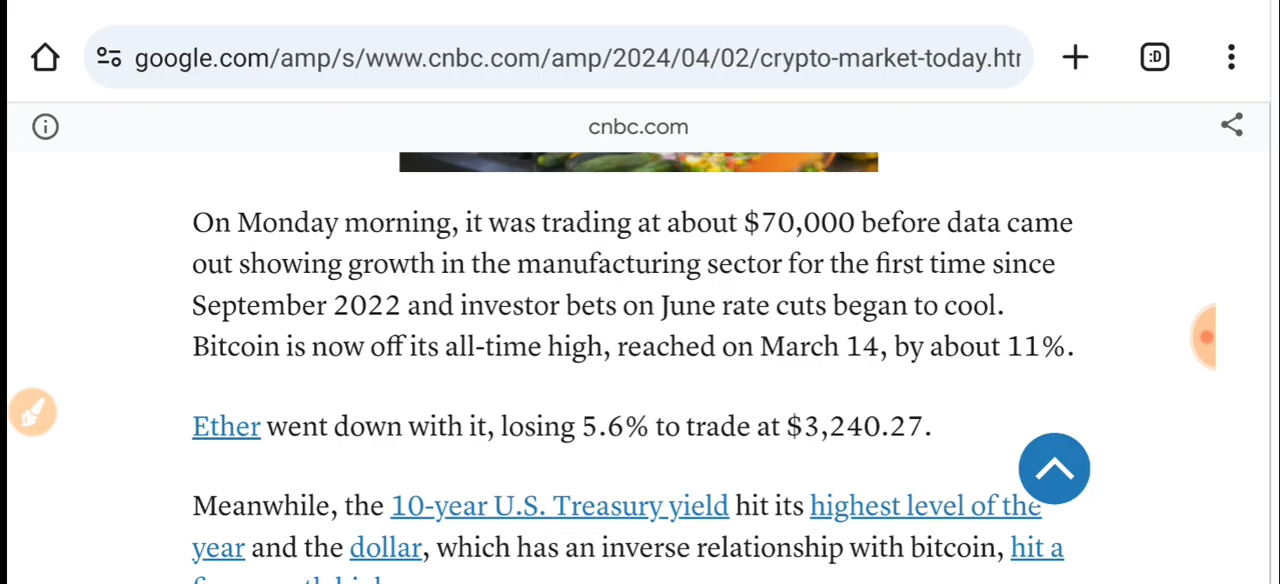 google.com/amp/s/www.cnbc.com/amp/2024/04/02/crypto-market-today.htr
:D
cnbc.com
On Monday morning, it was trading at about $70,000 before data came
out showing growth in the manufacturing sector for the first time since
September 2022 and investor bets on June rate cuts began to cool.
Bitcoin is now off its all-time high, reached on March 14, by about 11%.
Ether went down with it, losing 5.6% to trade at $3,240.27.
Meanwhile, the 10-year U.S. Treasury yield hit its highest level of the
year and the dollar, which has an inverse relationship with bitcoin, hit a